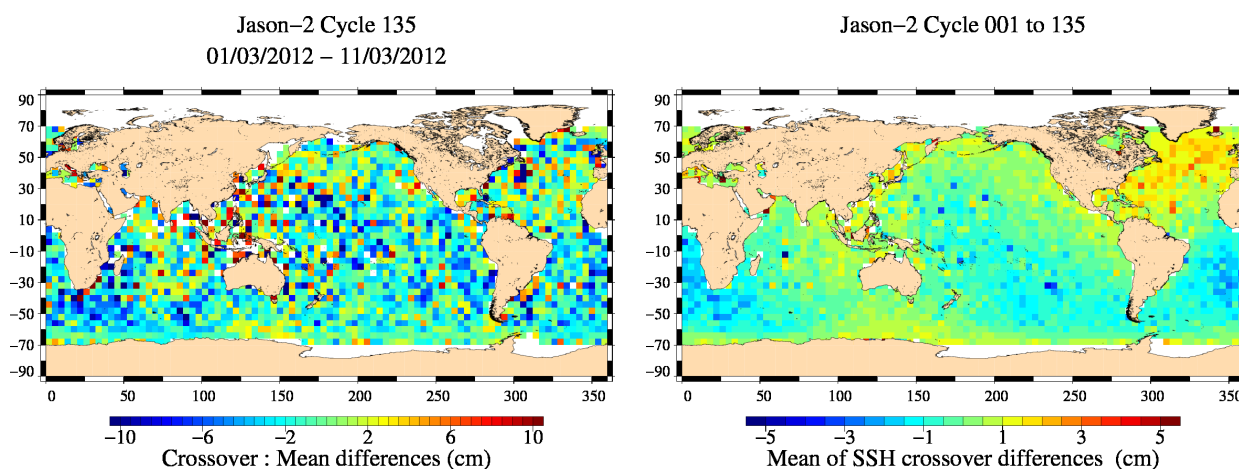 Jason−2 Cycle 135
01/03/2012 − 11/03/2012
90
70
50
30
10
−10
−30
−50
−70
−90
0 50 100 150 200 250 300 350
−10 −6 −2 2 6 10
Crossover : Mean differences (cm)
Jason−2 Cycle 001 to 135
90
70
50
30
10
−10
−30
−50
−70
−90
0 50 100 150 200 250 300 350
−5 −3 −1 1 3 5
Mean of SSH crossover differences (cm)